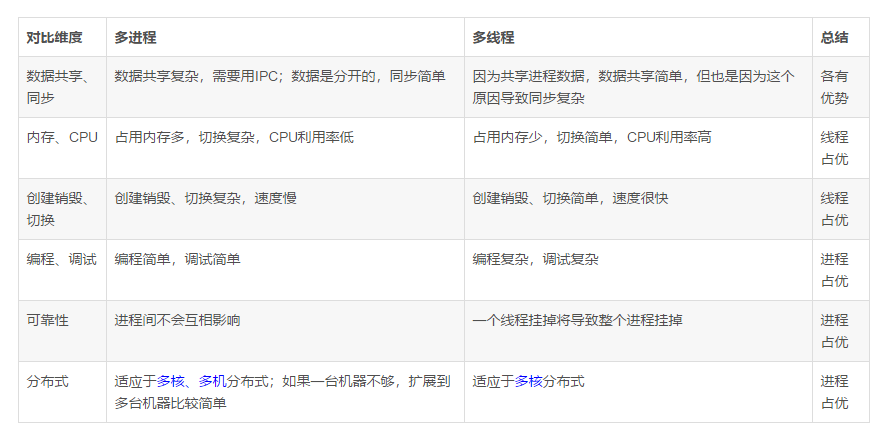 对比维度 多进程 多线程 总结
数据共享、 数据共享复杂，需要用IPC；数据是分开的，同步简单 因为共享进程数据，数据共享简单，但也是因为这个 各有
同步 原因导致同步复杂 优势
内存、CPU 占用内存多，切换复杂，CPU利用率低 占用内存少，切换简单，CPU利用率高 线程
占优
创建销毁、 创建销毁、切换复杂，速度慢 创建销毁、切换简单，速度很快 线程
切换 占优
编程、调试 编程简单，调试简单 编程复杂，调试复杂 进程
占优
可靠性 进程间不会互相影响 一个线程挂掉将导致整个进程挂掉 进程
占优
分布式 适应于多核、多机分布式；如果一台机器不够，扩展到 适应于多核分布式 进程
多台机器比较简单 占优